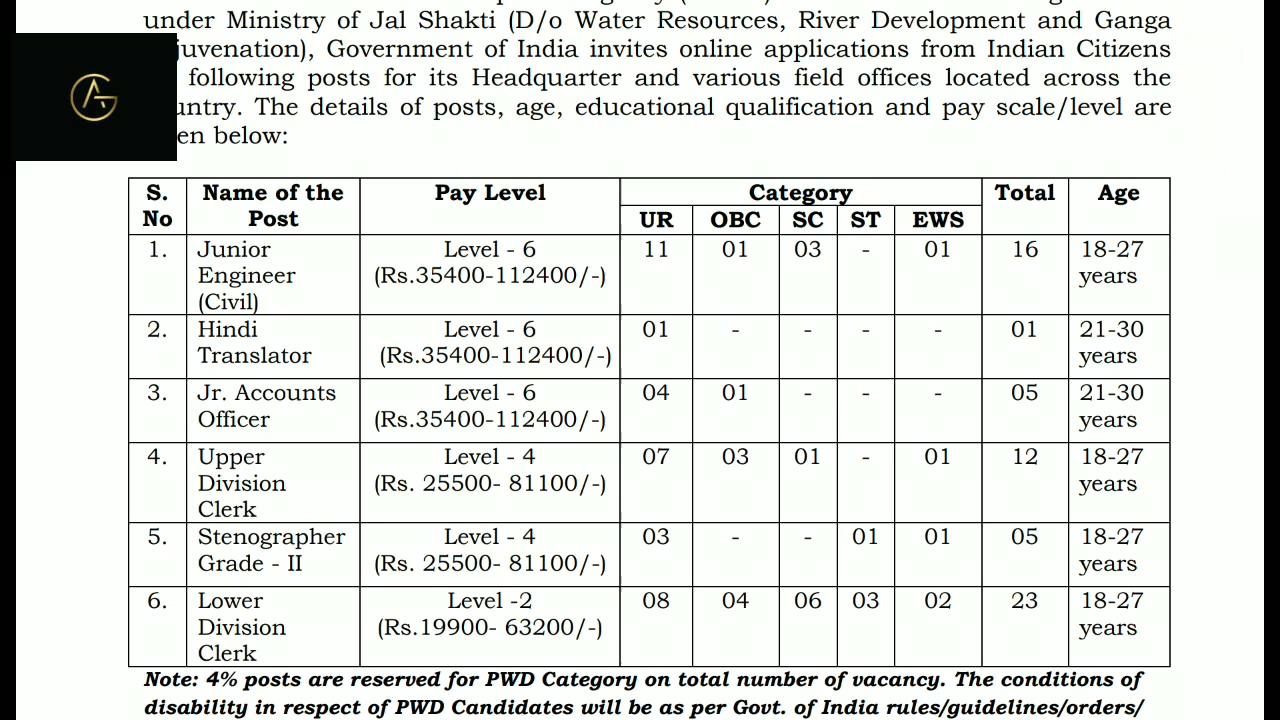 under Ministry of Jal Shakti (D/o Water Resources, River Development and Ganga
juvenation), Government of India invites online applications from Indian Citizens
following posts for its Headquarter and various field offices located across the
untry. The details of posts, age, educational qualification and pay scale/level are
en below:
S. No Name of the Post Pay Level Category Total Age
UR OBC SC ST EWS
1. Junior Level - 6 11 01 03 - 01 16 18-27
Engineer (Rs.35400-112400/-) years
(Civil)
2. Hindi Level - 6 01 - - - - 01 21-30
Translator (Rs.35400-112400/-) years
3. Jr. Accounts Level - 6 04 01 - - - 05 21-30
Officer (Rs.35400-112400/-) years
4. Upper Level - 4 07 03 01 - 01 12 18-27
Division (Rs. 25500- 81100/-) years
Clerk
5. Stenographer Level - 4 03 - - 01 01 05 18-27
Grade - II (Rs. 25500- 81100/-) years
6. Lower Level -2 08 04 06 03 02 23 18-27
Division (Rs.19900- 63200/-) years
Clerk
Note: 4% posts are reserved for PWD Category on total number of vacancy. The conditions of
disability in respect of PWD Candidates will be as per Govt. of India rules/guidelines/orders/